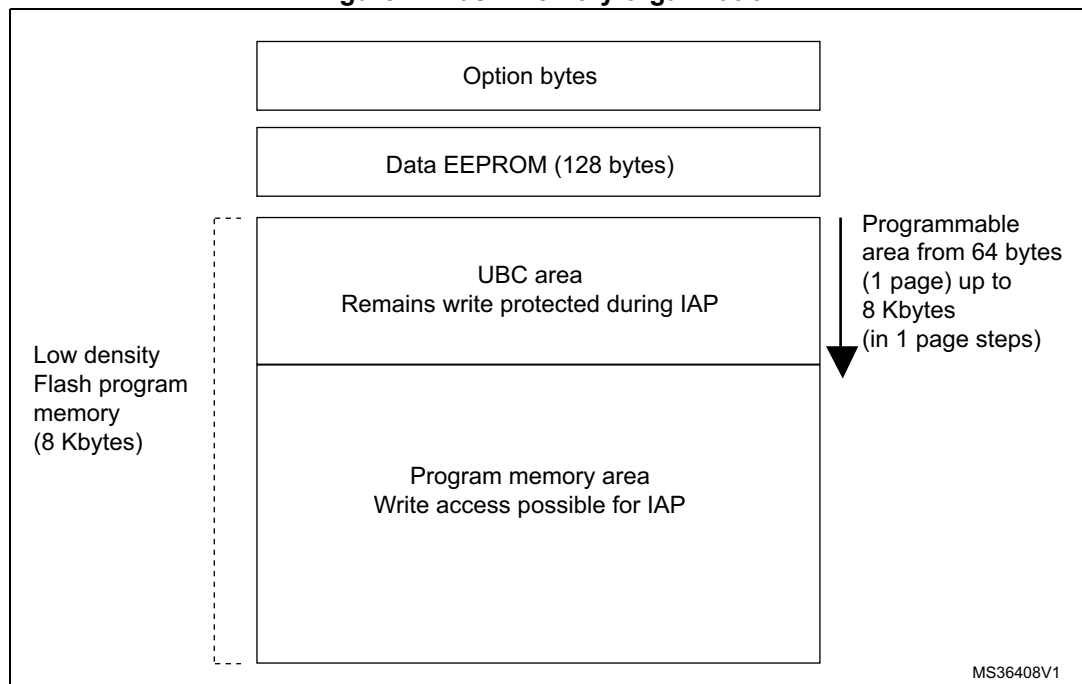 Option bytes
Data EEPROM (128 bytes)
Programmable
area from 64 bytes
(1 page) up to
8 Kbytes
(in 1 page steps)
UBC area
Remains write protected during IAP
Low density
Flash program
memory
(8 Kbytes)
Program memory area
Write access possible for IAP
MS36408V1